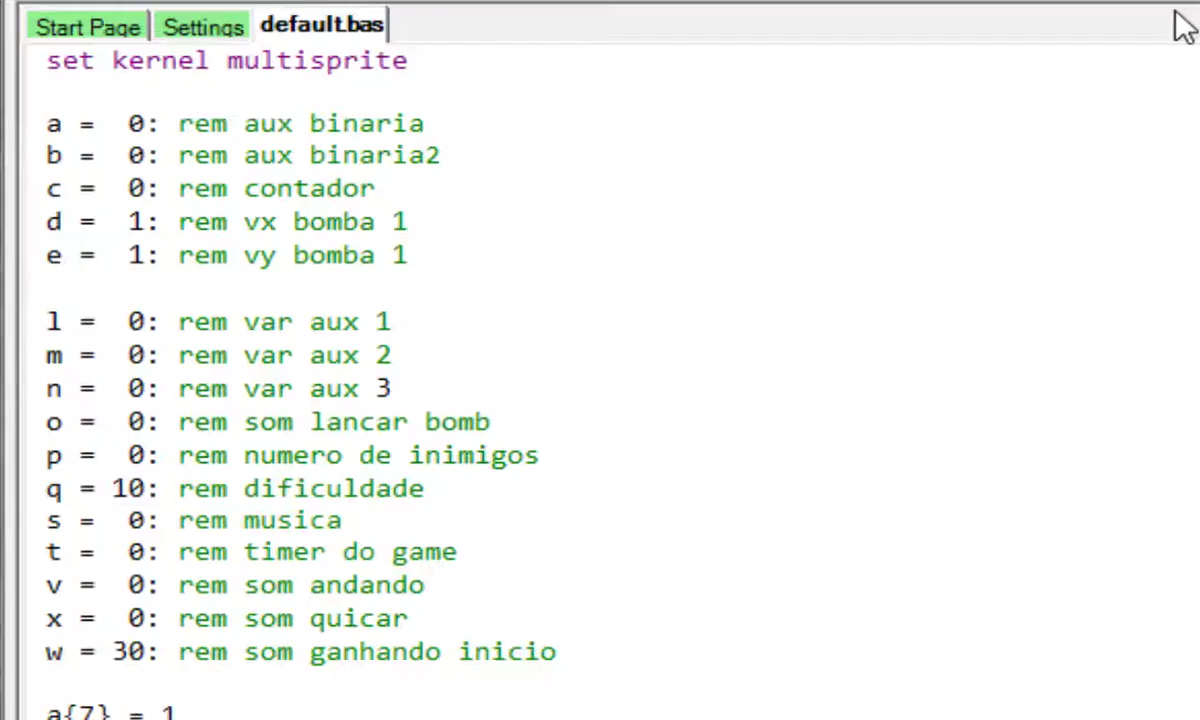 Start Page Settings default.bas
set kernel multisprite
a =  0: rem aux binaria
b =  0: rem aux binaria2
c =  0: rem contador
d =  1: rem vx bomba 1
e =  1: rem vy bomba 1
l =  0: rem var aux 1
m =  0: rem var aux 2
n =  0: rem var aux 3
o =  0: rem som lancar bomb
p =  0: rem numero de inimigos
q = 10: rem dificuldade
s =  0: rem musica
t =  0: rem timer do game
v =  0: rem som andando
x =  0: rem som quicar
w = 30: rem som ganhando inicio
a{7} = 1